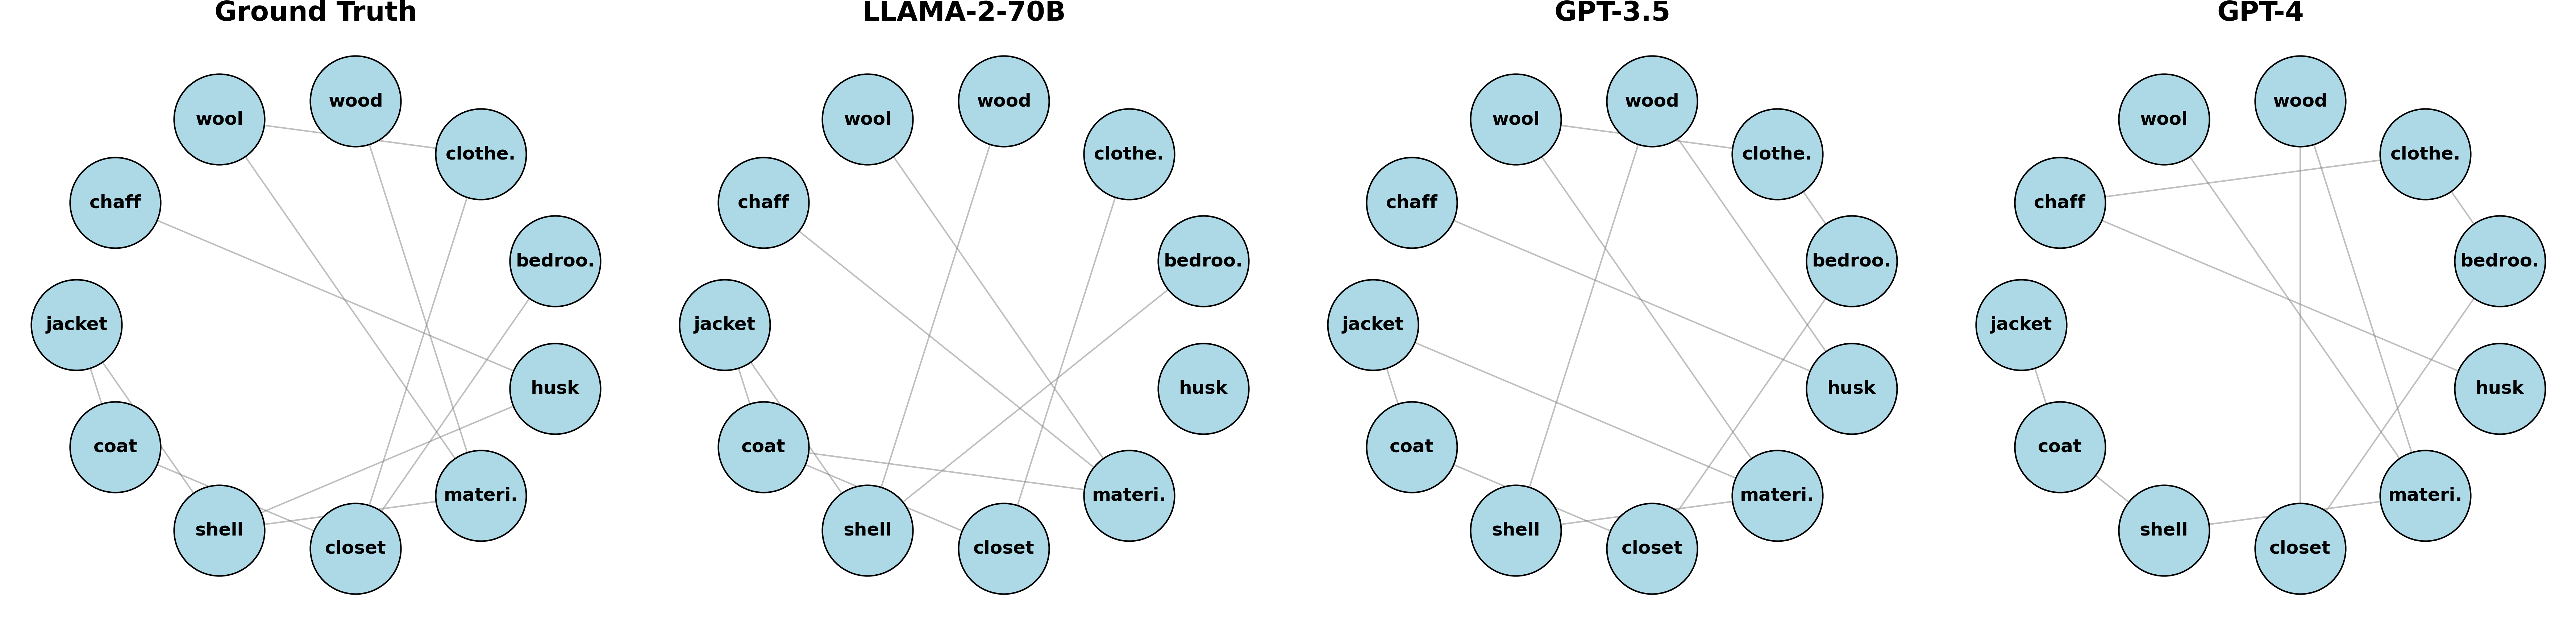 Ground Truth
wood
wool
clothe.
chaff
bedroo.
jacket
husk
coat
materi.
shell
closet
LLAMA-2-70B
wood
wool
clothe.
chaff
bedroo.
jacket
husk
coat
materi.
shell
closet
GPT-3.5
wood
wool
clothe.
chaff
bedroo.
jacket
husk
coat
materi.
shell
closet
GPT-4
wood
wool
clothe.
chaff
bedroo.
jacket
husk
coat
materi.
shell
closet